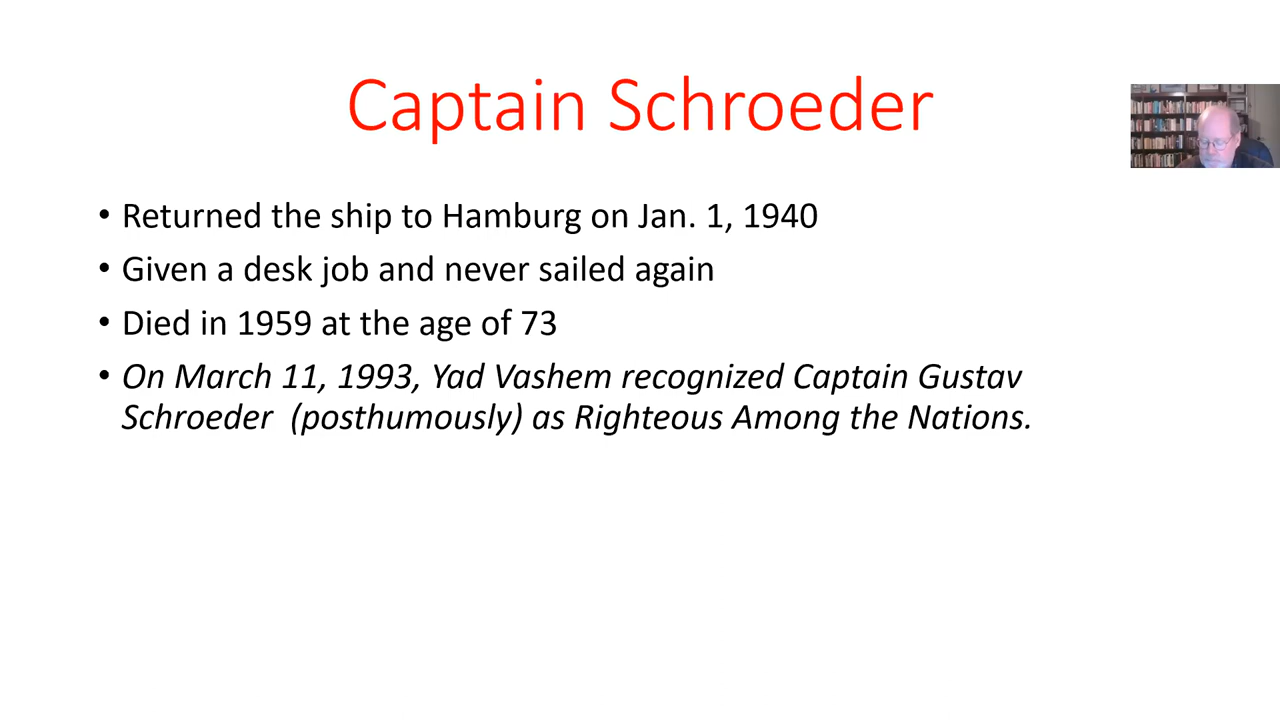 Captain Schroeder
• Returned the ship to Hamburg on Jan. 1, 1940
• Given a desk job and never sailed again
• Died in 1959 at the age of 73
• On March 11, 1993, Yad Vashem recognized Captain Gustav
Schroeder  (posthumously) as Righteous Among the Nations.